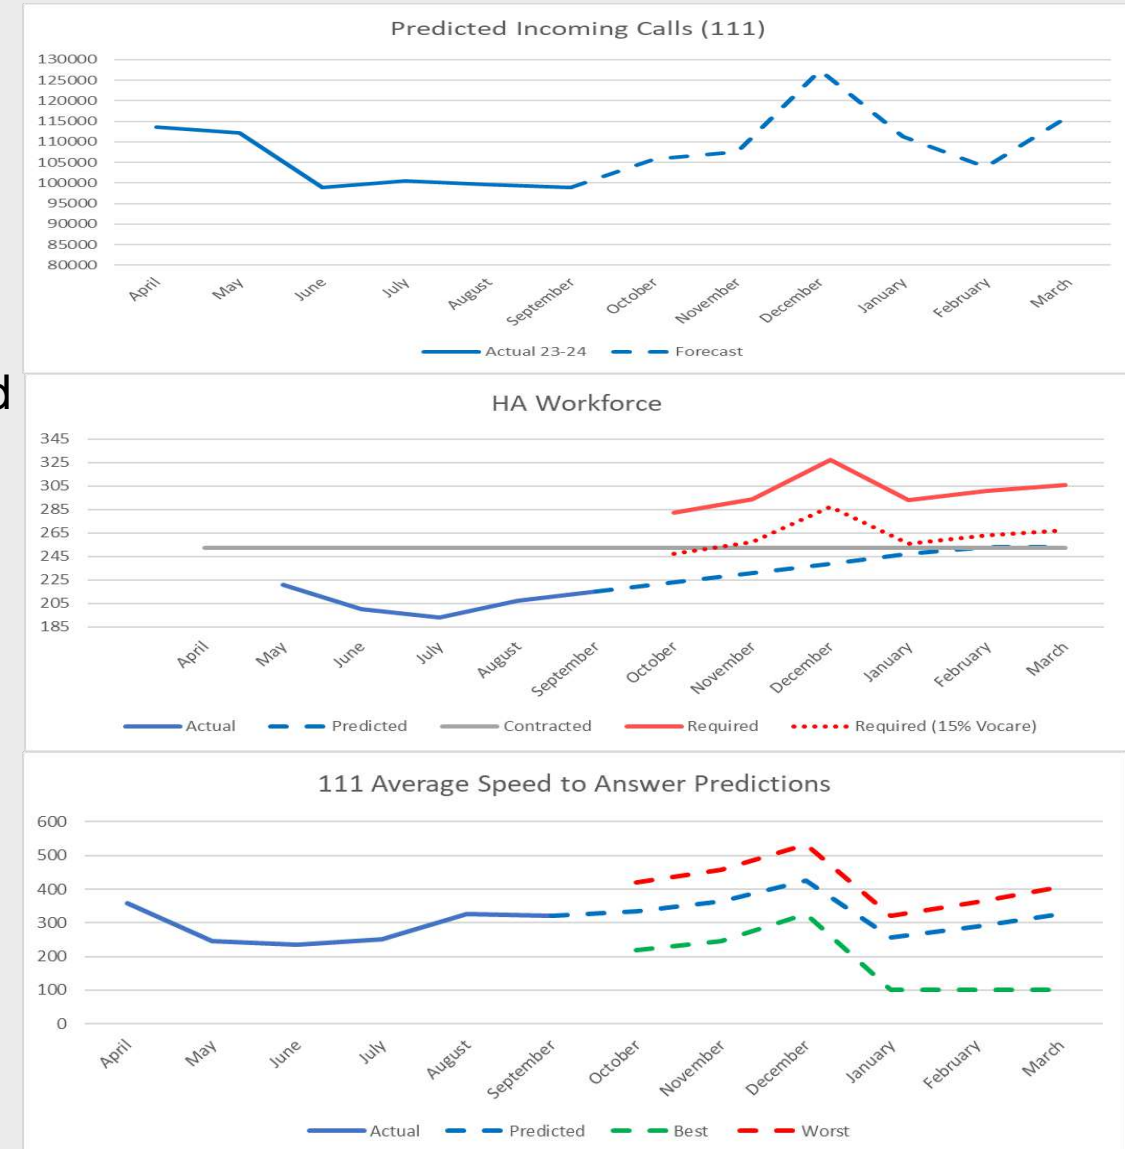 Predicted Incoming Calls (111)
130000
125000
120000
115000
110000
105000
100000
95000
90000
85000
80000
April May June July August September October November December January February March
Actual 23-24 Forecast
d
HA Workforce
345
325
305
285
265
245
225
205
185
April May June July August September October November December January February March
Actual Predicted Contracted Required Required (15% Vocare)
111 Average Speed to Answer Predictions
600
500
400
300
200
100
0
April May June July August September October November December January February March
Actual Predicted Best Worst